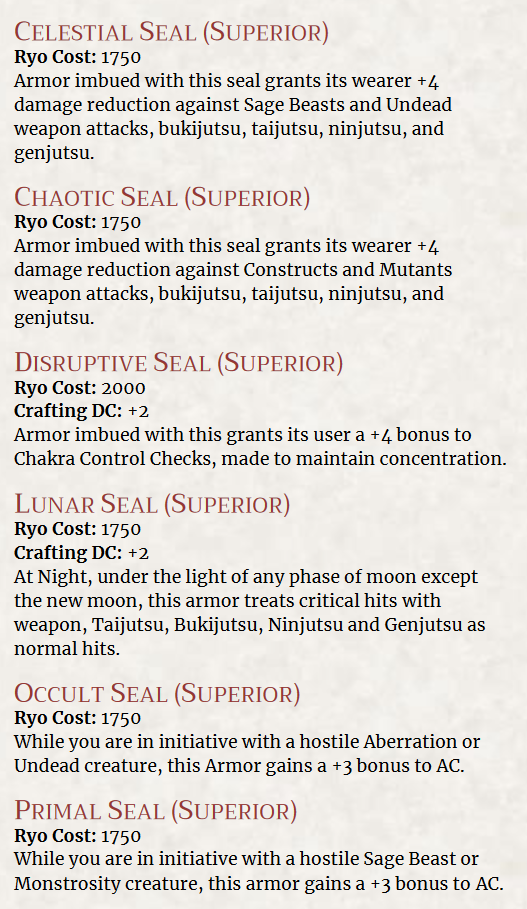 Celestial Seal (Superior)
Ryo Cost: 1750
Armor imbued with this seal grants its wearer +4
damage reduction against Sage Beasts and Undead
weapon attacks, bukijutsu, taijutsu, ninjutsu, and
genjutsu.
Chaotic Seal (Superior)
Ryo Cost: 1750
Armor imbued with this seal grants its wearer +4
damage reduction against Constructs and Mutants
weapon attacks, bukijutsu, taijutsu, ninjutsu, and
genjutsu.
Disruptive Seal (Superior)
Ryo Cost: 2000
Crafting DC: +2
Armor imbued with this grants its user a +4 bonus to
Chakra Control Checks, made to maintain concentration.
Lunar Seal (Superior)
Ryo Cost: 1750
Crafting DC: +2
At Night, under the light of any phase of moon except
the new moon, this armor treats critical hits with
weapon, Taijutsu, Bukijutsu, Ninjutsu and Genjutsu as
normal hits.
Occult Seal (Superior)
Ryo Cost: 1750
While you are in initiative with a hostile Aberration or
Undead creature, this Armor gains a +3 bonus to AC.
Primal Seal (Superior)
Ryo Cost: 1750
While you are in initiative with a hostile Sage Beast or
Monstrosity creature, this armor gains a +3 bonus to AC.